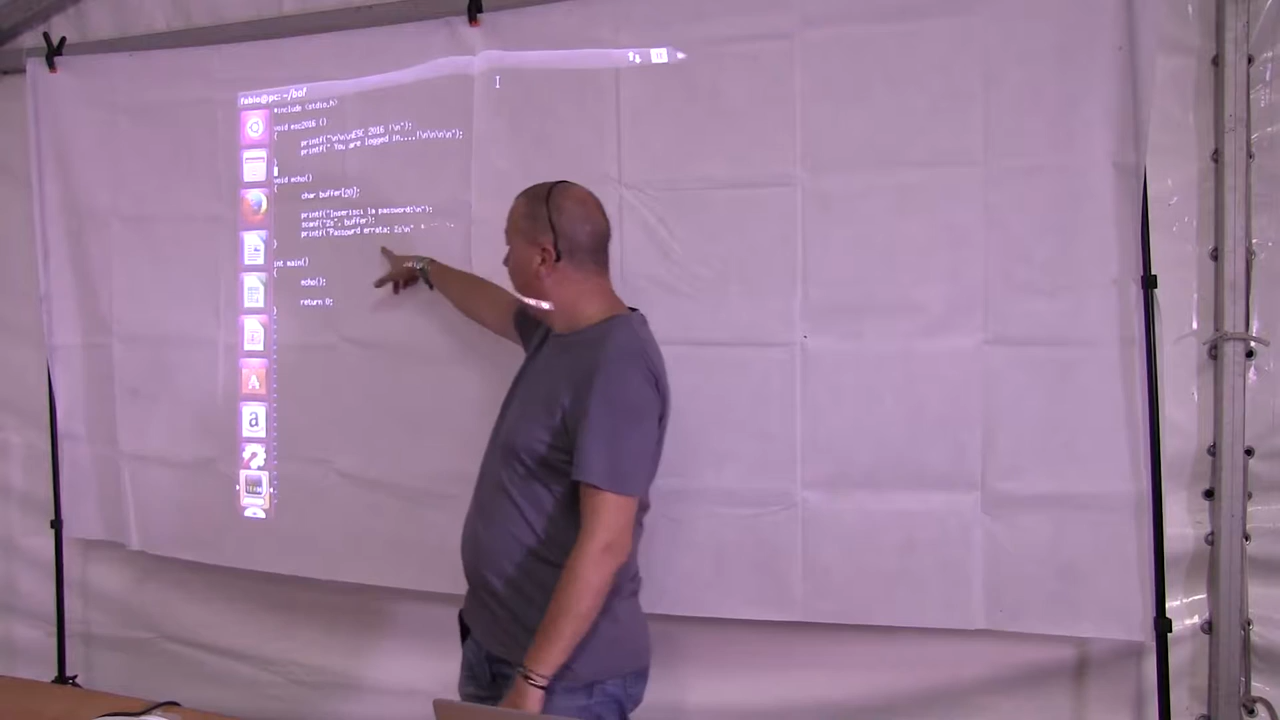 fabio@pc: ~/bof
#include <stdio.h>
void esc2016 ()
{
printf("\n\n\nESC 2016 !\n");
printf(" You are logged in....!\n\n\n\n");
}
void echo()
{
char buffer[20];
printf("Inserisci la password:\n");
scanf("%s", buffer);
printf("Passowrd errata: %s\n"
}
int main()
{
echo();
return 0;
}